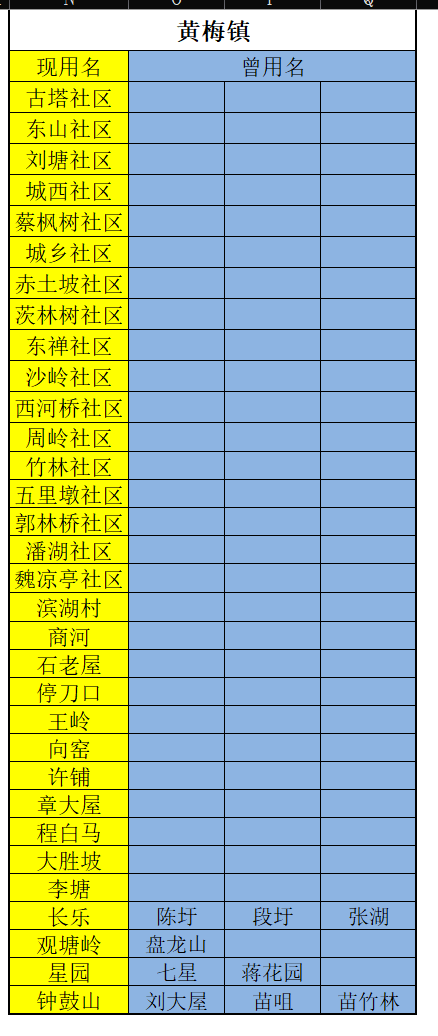 黄梅镇
现用名 曾用名
古塔社区
东山社区
刘塘社区
城西社区
蔡枫树社区
城乡社区
赤土坡社区
茨林树社区
东禅社区
沙岭社区
西河桥社区
周岭社区
竹林社区
五里墩社区
郭林桥社区
潘湖社区
魏凉亭社区
滨湖村
商河
石老屋
停刀口
王岭
向窑
许铺
章大屋
程白马
大胜坡
李塘
长乐 陈圩 段圩 张湖
观塘岭 盘龙山
星园 七星 蒋花园
钟鼓山 刘大屋 苗咀 苗竹林